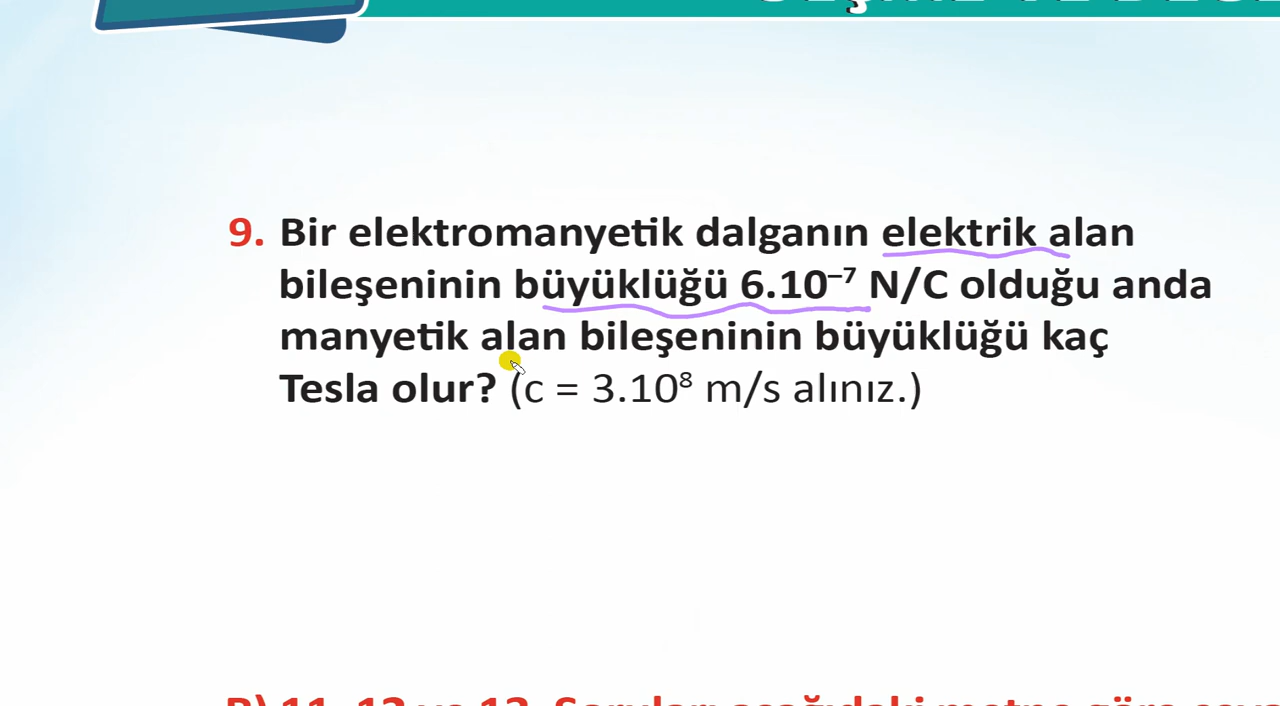 9. Bir elektromanyetik dalganın elektrik alan
bileşeninin büyüklüğü 6.10⁻⁷ N/C olduğu anda
manyetik alan bileşeninin büyüklüğü kaç
Tesla olur? (c = 3.10⁸ m/s alınız.)